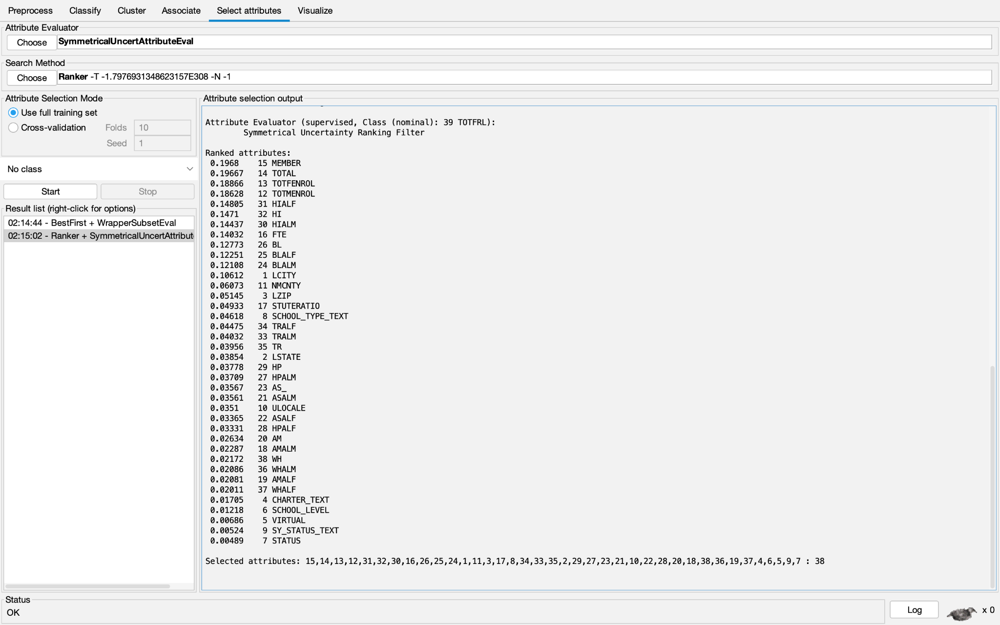 Preprocess Classify Cluster Associate Select attributes Visualize
Attribute Evaluator
Choose SymmetricalUncertAttributeEval
Search Method
Choose Ranker -T -1.7976931348623157E308 -N -1
Attribute Selection Mode
Use full training set
Cross-validation Folds 10
Seed 1
No class
Start Stop
Result list (right-click for options)
02:14:44 - BestFirst + WrapperSubsetEval
02:15:02 - Ranker + SymmetricalUncertAttribut
Attribute selection output
Attribute Evaluator (supervised, Class (nominal): 39 TOTFRL):
Symmetrical Uncertainty Ranking Filter
Ranked attributes:
0.1968 15 MEMBER
0.19667 14 TOTAL
0.18866 13 TOTFENROL
0.18628 12 TOTMENROL
0.14805 31 HIALF
0.1471 32 HI
0.14437 30 HIALM
0.14032 16 FTE
0.12773 26 BL
0.12251 25 BLALF
0.12108 24 BLALM
0.10612 1 LCITY
0.06073 11 NMCNTY
0.05145 3 LZIP
0.04933 17 STUTERATIO
0.04618 8 SCHOOL_TYPE_TEXT
0.04475 34 TRALF
0.04032 33 TRALM
0.03956 35 TR
0.03854 2 LSTATE
0.03778 29 HP
0.03709 27 HPALM
0.03567 23 AS_
0.03561 21 ASALM
0.0351 10 ULOCALE
0.03365 22 ASALF
0.03331 28 HPALF
0.02634 20 AM
0.02287 18 AMALM
0.02172 38 WH
0.02086 36 WHALM
0.02081 19 AMALF
0.02011 37 WHALF
0.01705 4 CHARTER_TEXT
0.01218 6 SCHOOL_LEVEL
0.00686 5 VIRTUAL
0.00524 9 SY_STATUS_TEXT
0.00489 7 STATUS
Selected attributes: 15,14,13,12,31,32,30,16,26,25,24,1,11,3,17,8,34,33,35,2,29,27,23,21,10,22,28,20,18,38,36,19,37,4,6,5,9,7 : 38
Status
OK
Log x 0